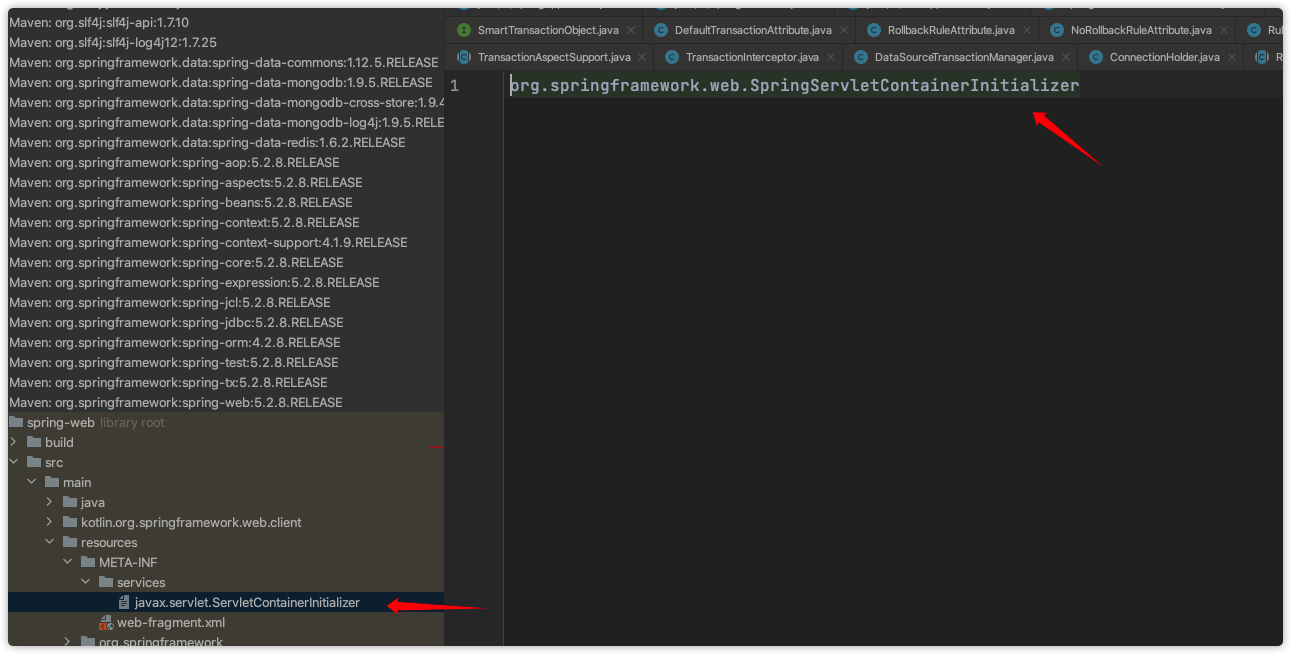 Maven: org.slf4j:slf4j-api:1.7.10
Maven: org.slf4j:slf4j-log4j12:1.7.25
Maven: org.springframework.data:spring-data-commons:1.12.5.RELEASE
Maven: org.springframework.data:spring-data-mongodb:1.9.5.RELEASE
Maven: org.springframework.data:spring-data-mongodb-cross-store:1.9.4
Maven: org.springframework.data:spring-data-mongodb-log4j:1.9.5.RELE
Maven: org.springframework.data:spring-data-redis:1.6.2.RELEASE
Maven: org.springframework:spring-aop:5.2.8.RELEASE
Maven: org.springframework:spring-aspects:5.2.8.RELEASE
Maven: org.springframework:spring-beans:5.2.8.RELEASE
Maven: org.springframework:spring-context:5.2.8.RELEASE
Maven: org.springframework:spring-context-support:4.1.9.RELEASE
Maven: org.springframework:spring-core:5.2.8.RELEASE
Maven: org.springframework:spring-expression:5.2.8.RELEASE
Maven: org.springframework:spring-jcl:5.2.8.RELEASE
Maven: org.springframework:spring-jdbc:5.2.8.RELEASE
Maven: org.springframework:spring-orm:4.2.8.RELEASE
Maven: org.springframework:spring-test:5.2.8.RELEASE
Maven: org.springframework:spring-tx:5.2.8.RELEASE
Maven: org.springframework:spring-web:5.2.8.RELEASE
spring-web library root
build
src
main
java
kotlin.org.springframework.web.client
resources
META-INF
services
javax.servlet.ServletContainerInitializer
web-fragment.xml
org.springframework
SmartTransactionObject.java DefaultTransactionAttribute.java RollbackRuleAttribute.java NoRollbackRuleAttribute.java Rul
TransactionAspectSupport.java TransactionInterceptor.java DataSourceTransactionManager.java ConnectionHolder.java R
1 org.springframework.web.SpringServletContainerInitializer